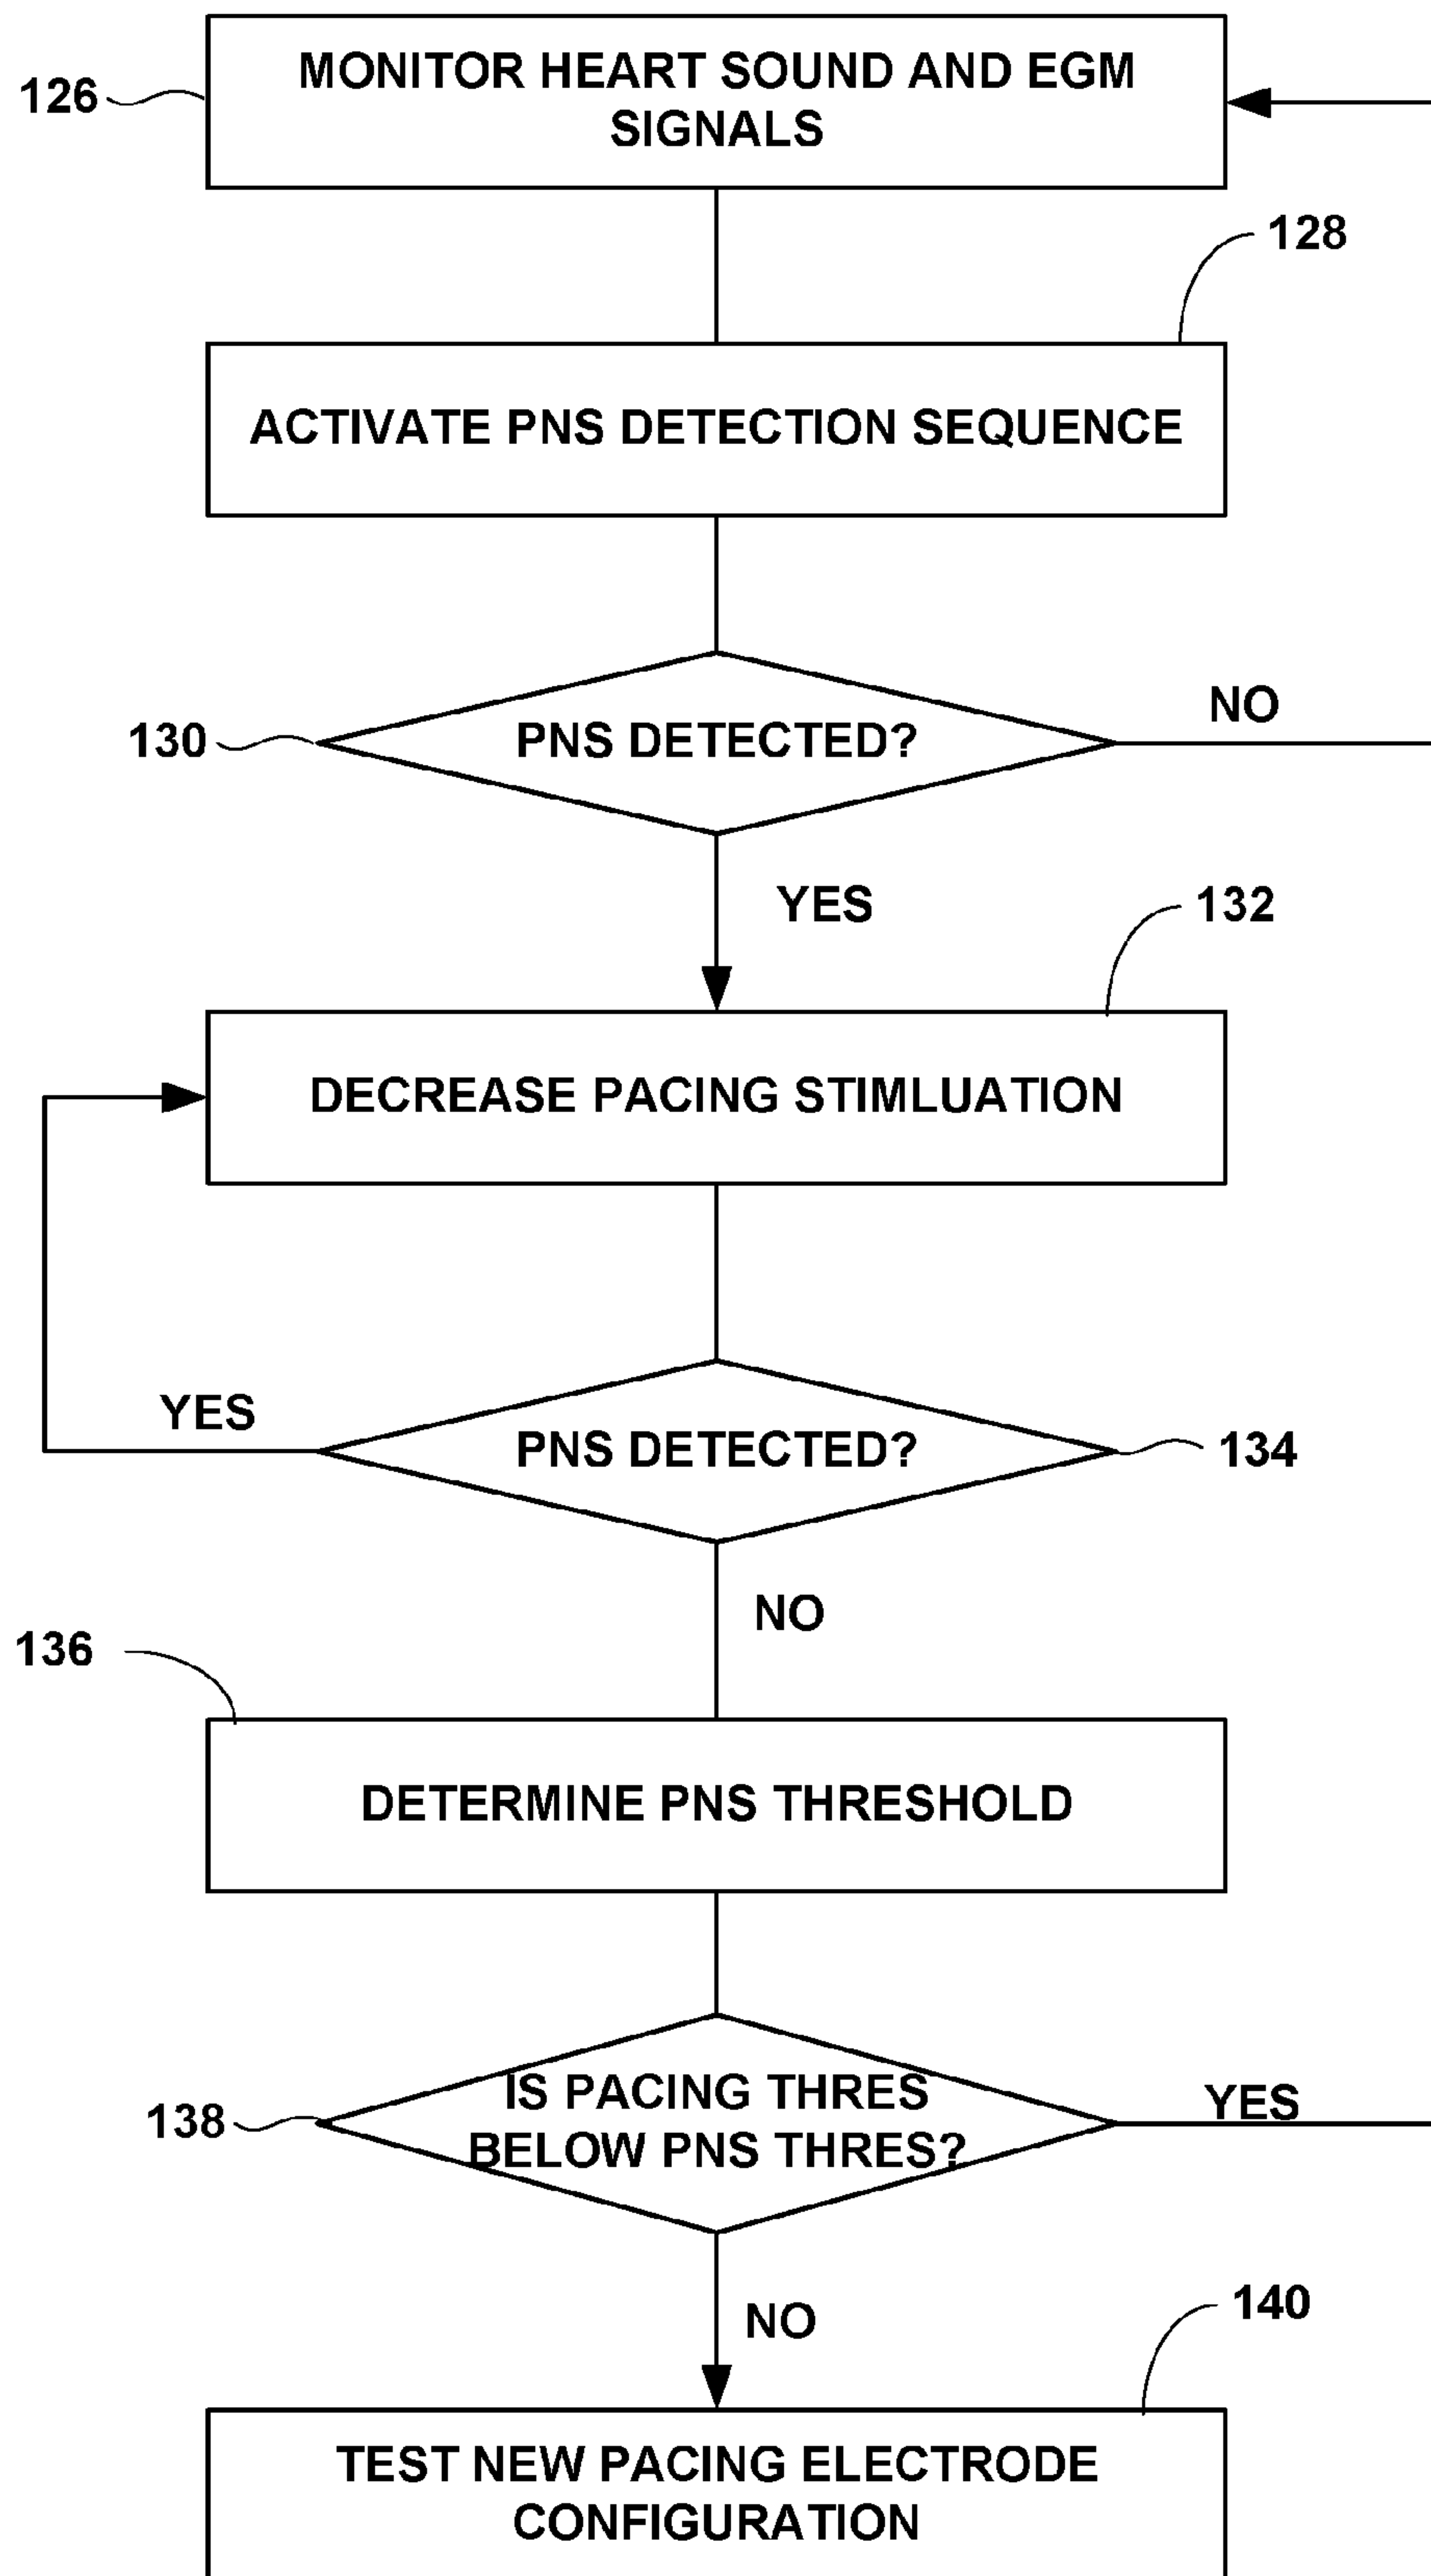 126
MONITOR HEART SOUND AND EGM
SIGNALS
128
ACTIVATE PNS DETECTION SEQUENCE
130
PNS DETECTED?
NO
YES
132
DECREASE PACING STIMLUATION
YES
PNS DETECTED?
134
NO
136
DETERMINE PNS THRESHOLD
138
IS PACING THRES
BELOW PNS THRES?
YES
NO
140
TEST NEW PACING ELECTRODE
CONFIGURATION